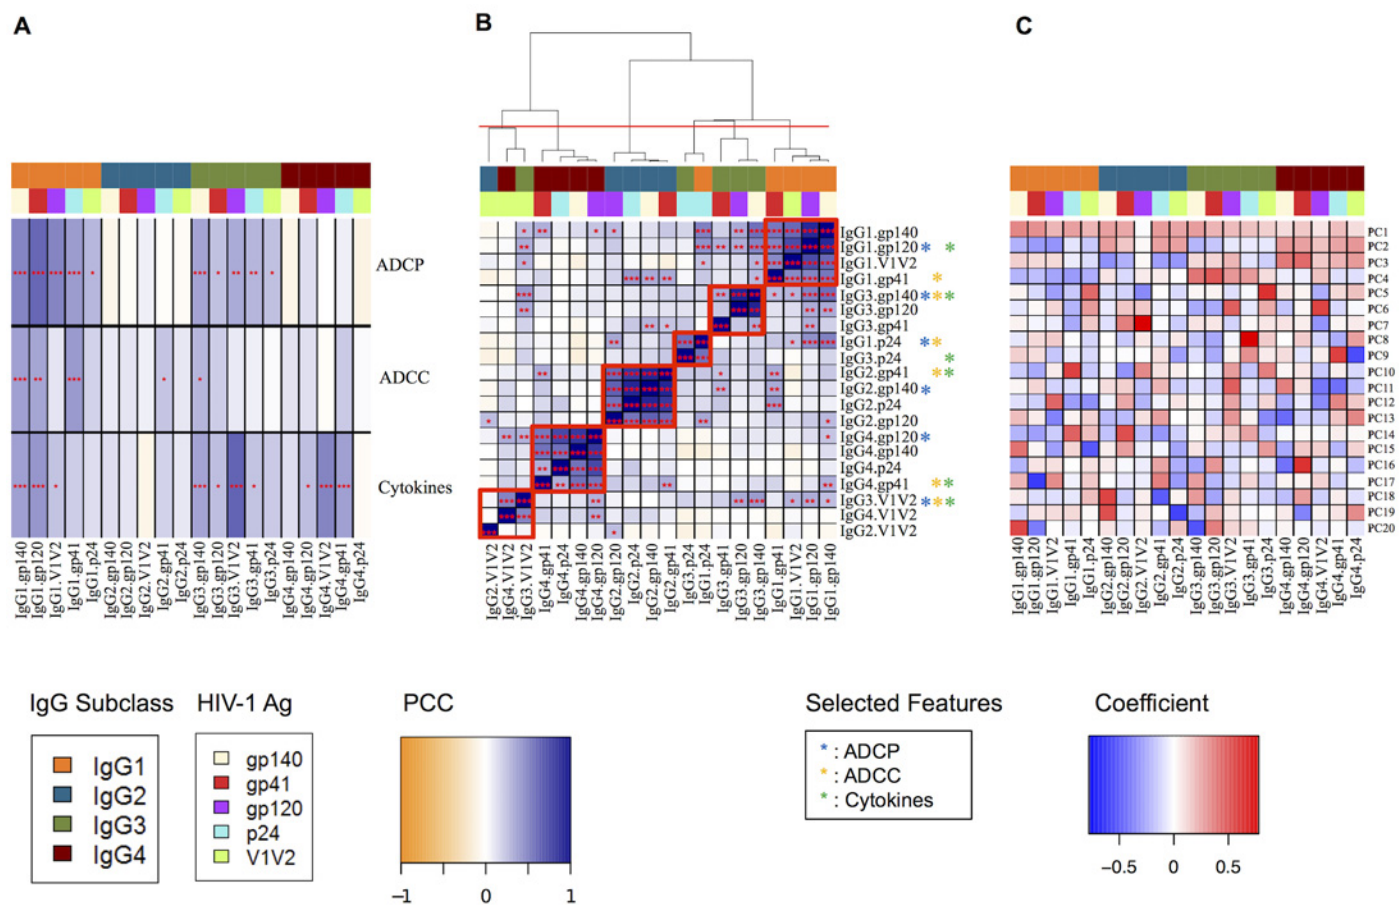 A
B
C
ADCP
ADCC
Cytokines
IgG1.gp140
IgG1.gp120
IgG1.V1V2
IgG1.gp41
IgG1.p24
IgG2.gp140
IgG2.gp120
IgG2.V1V2
IgG2.gp41
IgG2.p24
IgG3.gp140
IgG3.gp120
IgG3.V1V2
IgG3.gp41
IgG3.p24
IgG4.gp140
IgG4.gp120
IgG4.V1V2
IgG4.gp41
IgG4.p24
IgG1.gp140
IgG1.gp120 * *
IgG1.V1V2
IgG1.gp41 *
IgG3.gp140 * * *
IgG3.gp120
IgG3.gp41
IgG1.p24 * *
IgG3.p24 *
IgG2.gp41 * *
IgG2.gp140 *
IgG2.p24
IgG2.gp120
IgG4.gp120 *
IgG4.gp140
IgG4.p24
IgG4.gp41 * *
IgG3.V1V2 * * *
IgG4.V1V2
IgG2.V1V2
IgG2.V1V2
IgG4.V1V2
IgG3.V1V2
IgG4.gp41
IgG4.p24
IgG4.gp140
IgG4.gp120
IgG2.gp120
IgG2.p24
IgG2.gp140
IgG2.gp41
IgG3.p24
IgG1.p24
IgG3.gp41
IgG3.gp120
IgG3.gp140
IgG1.gp41
IgG1.V1V2
IgG1.gp120
IgG1.gp140
PC1
PC2
PC3
PC4
PC5
PC6
PC7
PC8
PC9
PC10
PC11
PC12
PC13
PC14
PC15
PC16
PC17
PC18
PC19
PC20
IgG1.gp140
IgG1.gp120
IgG1.V1V2
IgG1.gp41
IgG1.p24
IgG2.gp140
IgG2.gp120
IgG2.V1V2
IgG2.gp41
IgG2.p24
IgG3.gp140
IgG3.gp120
IgG3.V1V2
IgG3.gp41
IgG3.p24
IgG4.gp140
IgG4.gp120
IgG4.V1V2
IgG4.gp41
IgG4.p24
IgG Subclass
IgG1
IgG2
IgG3
IgG4
HIV-1 Ag
gp140
gp41
gp120
p24
V1V2
PCC
−1 0 1
Selected Features
* : ADCP
* : ADCC
* : Cytokines
Coefficient
−0.5 0 0.5